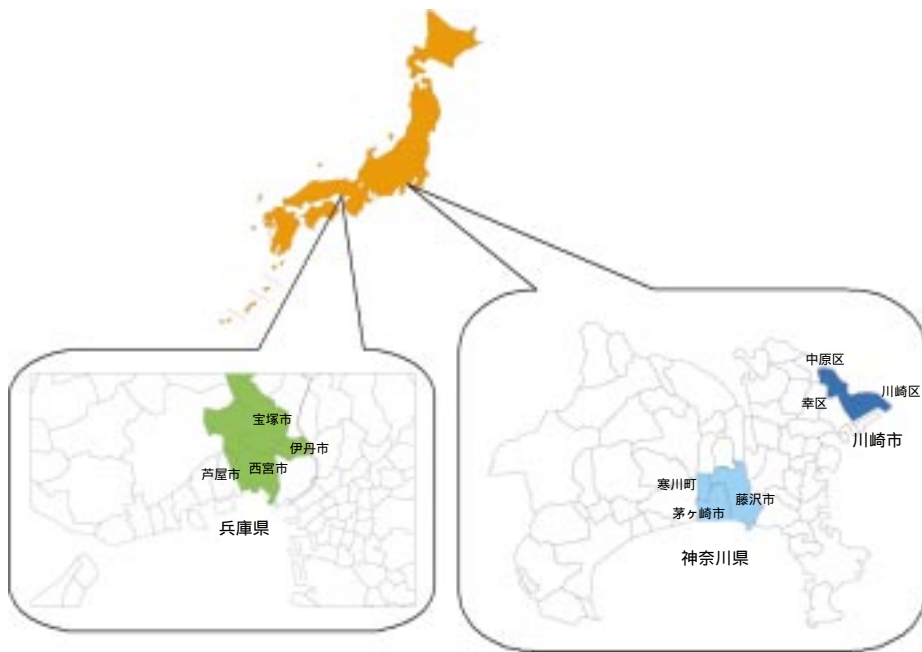 宝塚市
伊丹市
芦屋市
西宮市
兵庫県
中原区
川崎区
幸区
川崎市
寒川町
藤沢市
茅ヶ崎市
神奈川県